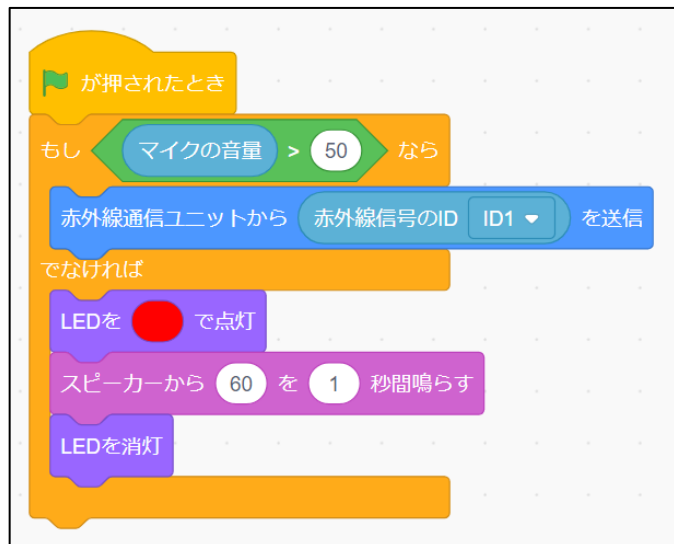 が押されたとき
もし マイクの音量 > 50 なら
赤外線通信ユニットから 赤外線信号のID ID1 を送信
でなければ
LEDを で点灯
スピーカーから 60 を 1 秒間鳴らす
LEDを消灯